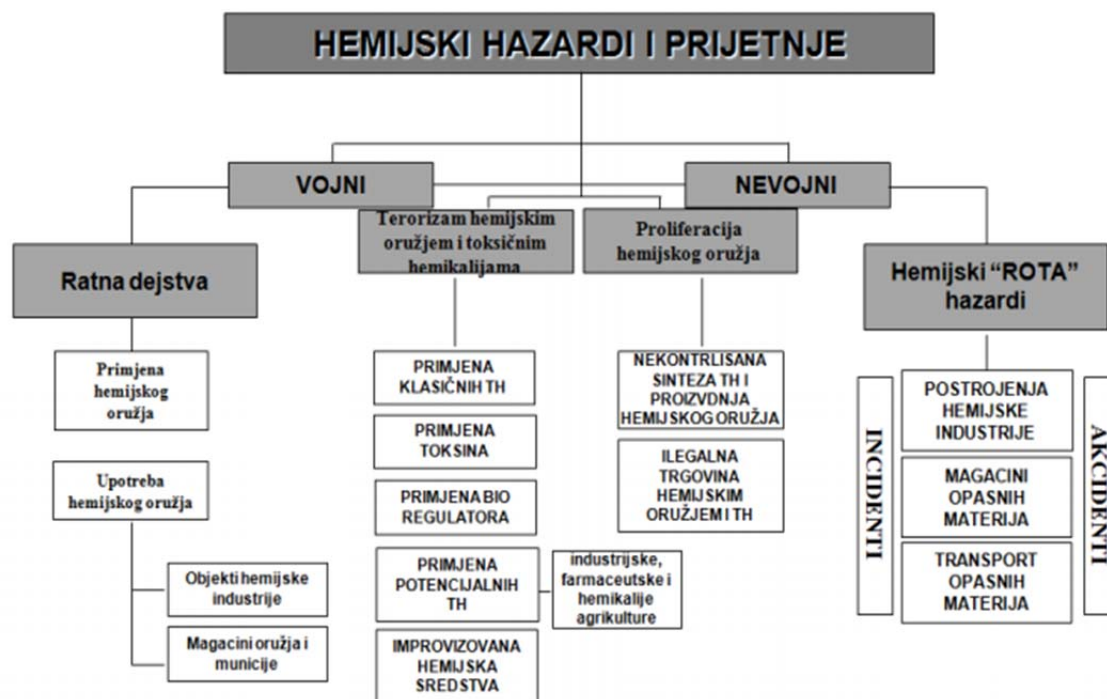 HEMIJSKI HAZARDI I PRIJETNJE
VOJNI
NEVOJNI
Ratna dejstva
Primjena
hemijskog
oružja
Upotreba
hemijskog oružja
Objekti hemijske
industrije
Magacini oružja i
municije
Terorizam hemijskim
oružjem i toksičnim
hemikalijama
PRIMJENA
KLASIČNIH TH
PRIMJENA
TOKSINA
PRIMJENA BIO
REGULATORA
PRIMJENA
POTENCIJALNIH
TH
industrijske,
farmaceutske i
hemikalije
agrikulture
IMPROVIZOVANA
HEMIJSKA
SREDSTVA
Proliferacija
hemijskog oružja
NEKONTRLISANA
SINTEZA TH I
PROIZVDNJA
HEMIJSKOG ORUŽJA
ILEGALNA
TRGOVINA
HEMIJSKIM
ORUŽJEM I TH
Hemijski “ROTA”
hazardi
INCIDENTI
POSTROJENJA
HEMIJSKE
INDUSTRIJE
MAGACINI
OPASNIH
MATERIJA
TRANSPORT
OPASNIH
MATERIJA
AKCIDENTI